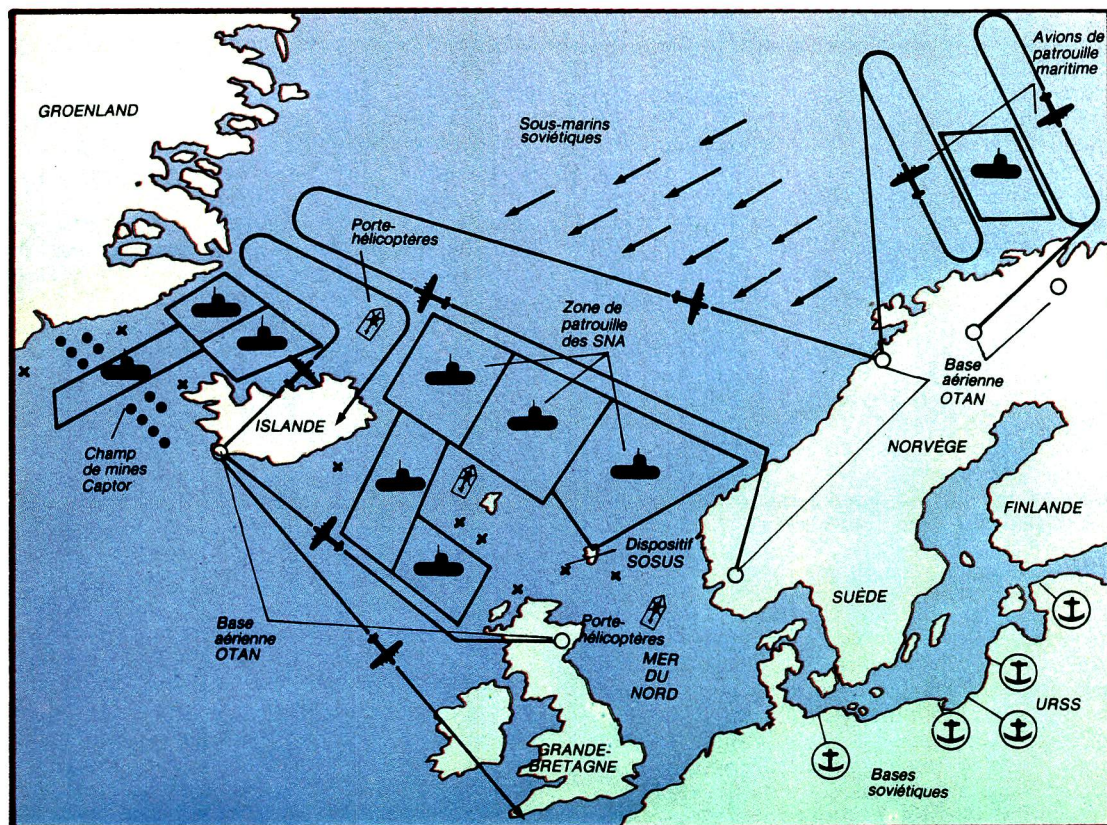 Avions de
patrouille
maritime
GROENLAND
Sous-marins
soviétiques
Porte-
hélicoptères
Zone de
patrouille
des SNA
Base
aérienne
OTAN
ISLANDE
Champ
de mines
Captor
NORVÈGE
FINLANDE
Dispositif
SOSUS
SUÈDE
Base
aérienne
OTAN
Porte-
hélicoptères
MER
DU
NORD
URSS
GRANDE-
BRETAGNE
Bases
soviétiques